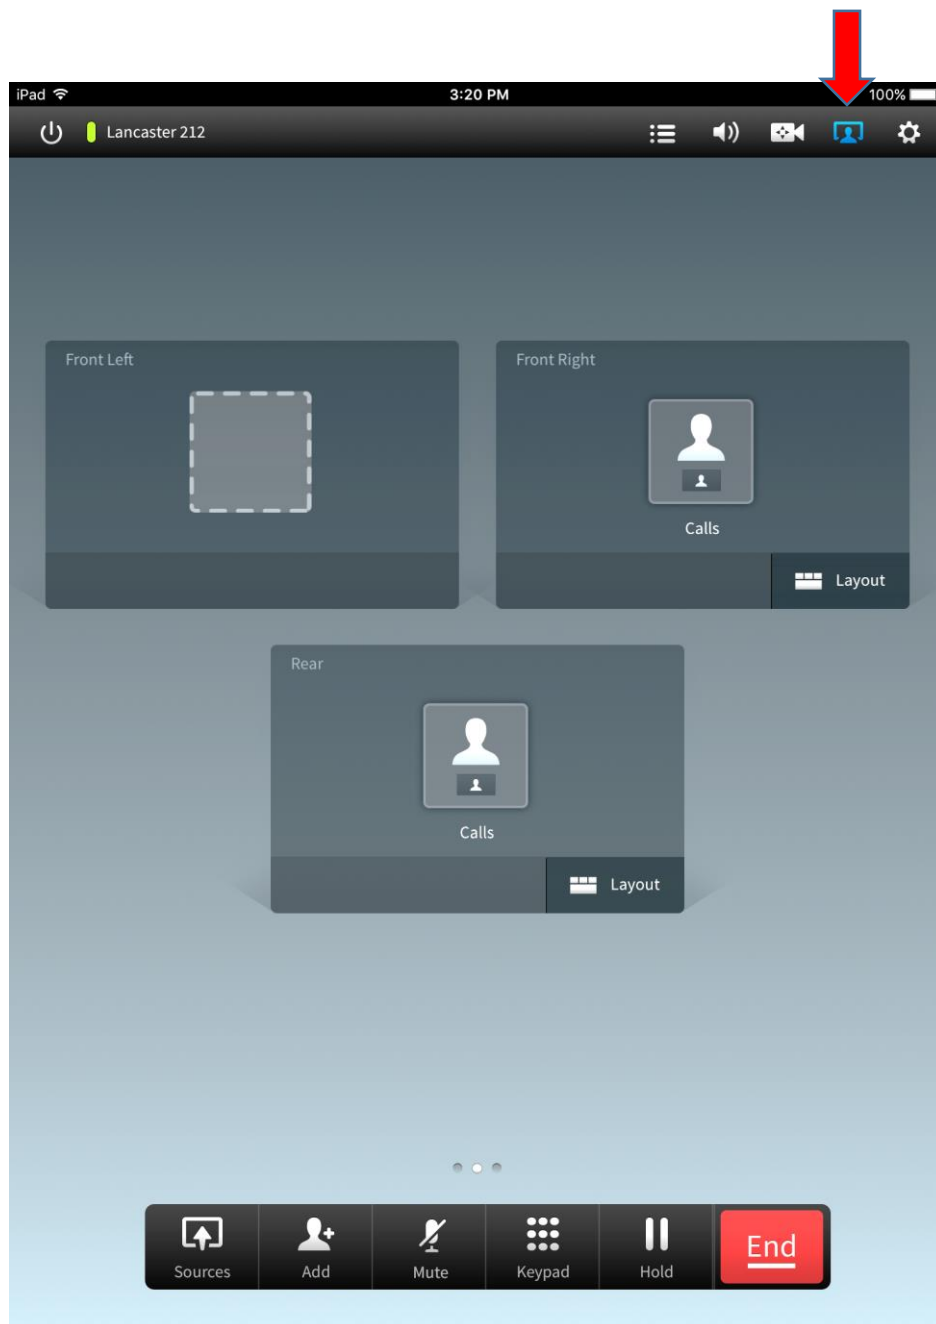 iPad 3:20 PM 100%
Lancaster 212
Front Left Front Right
Calls
Layout
Rear
Calls
Layout
Sources Add Mute Keypad Hold End